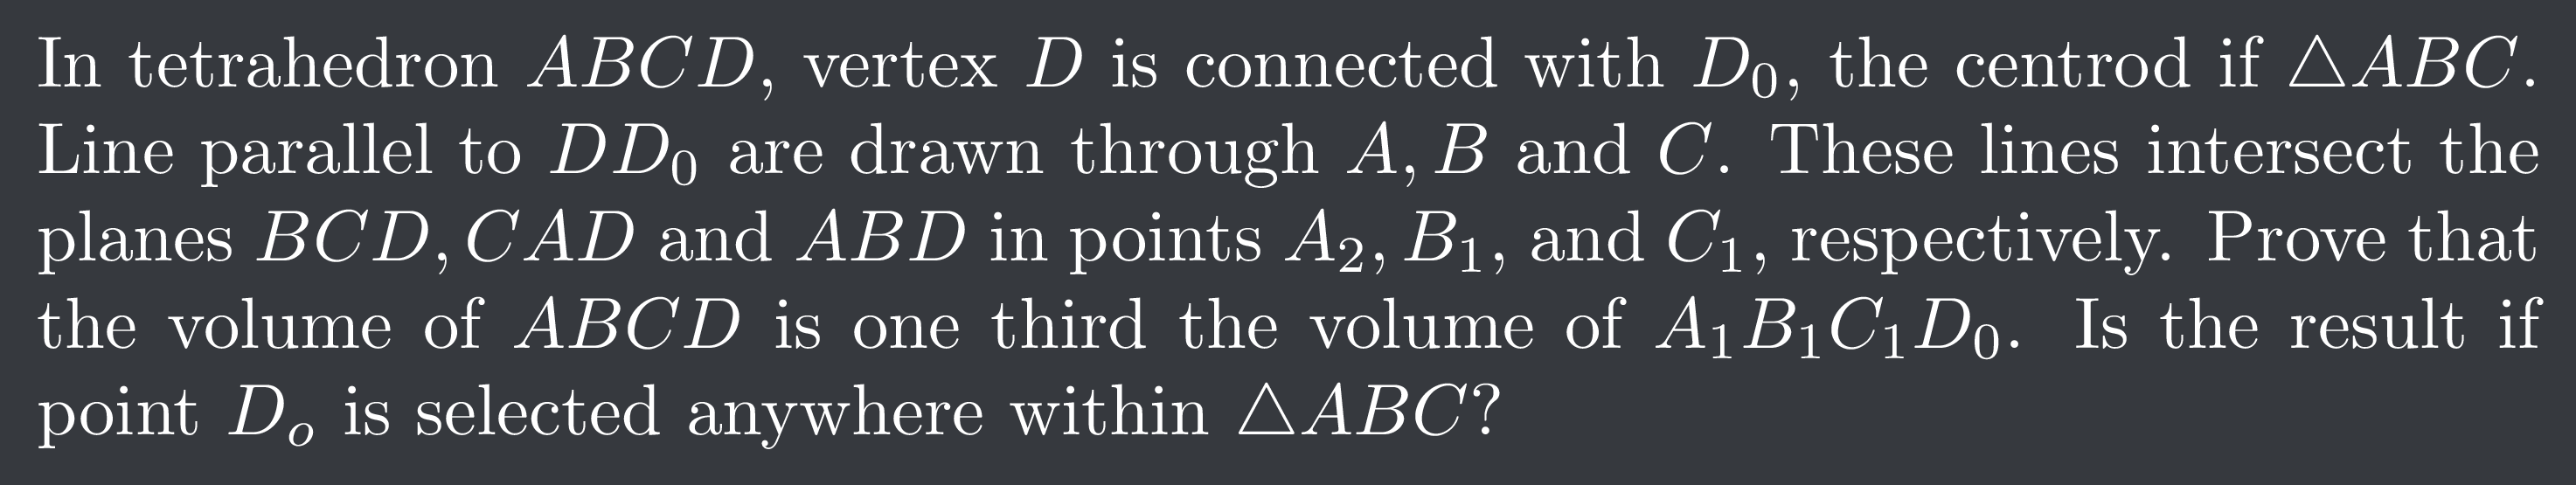 In tetrahedron ABCD, vertex D is connected with D₀, the centrod if △ABC.
Line parallel to DD₀ are drawn through A, B and C. These lines intersect the
planes BCD, CAD and ABD in points A₂, B₁, and C₁, respectively. Prove that
the volume of ABCD is one third the volume of A₁B₁C₁D₀. Is the result if
point Dₒ is selected anywhere within △ABC?